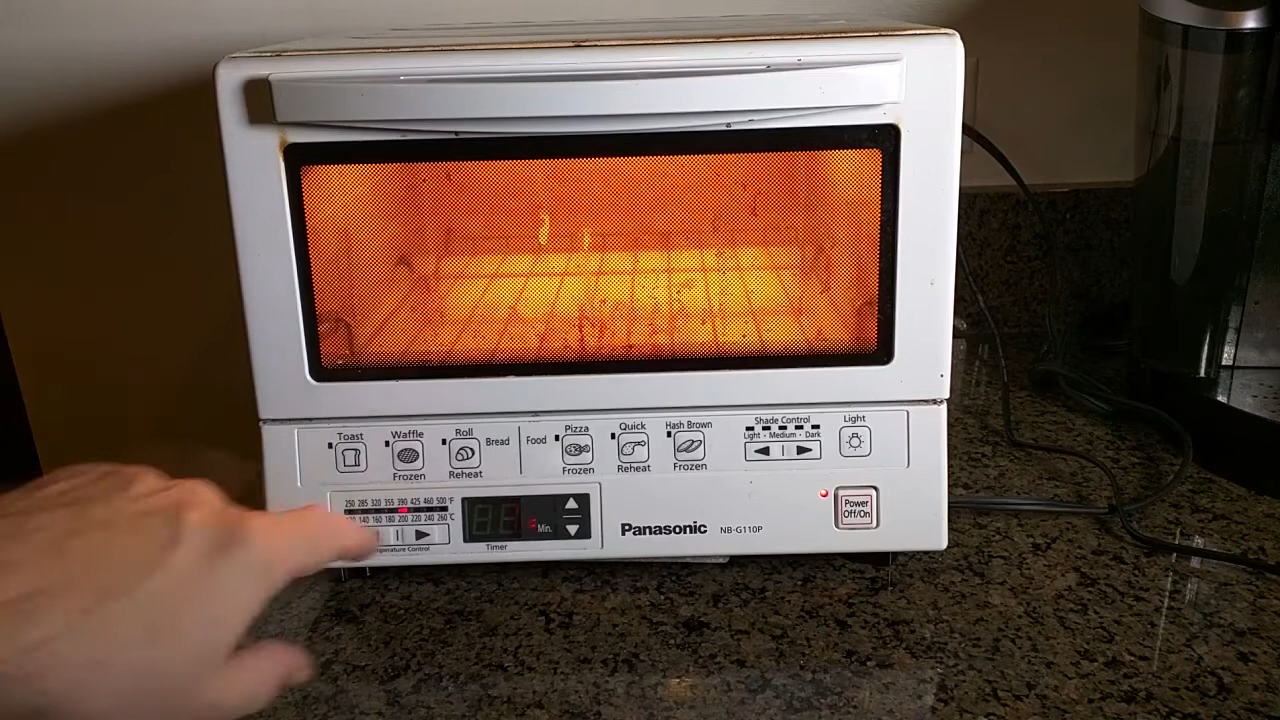 Toast
Waffle
Frozen
Roll
Reheat
Bread
Food
Pizza
Frozen
Quick
Reheat
Hash Brown
Frozen
Shade Control
Light - Medium - Dark
Light
250 285 320 355 390 425 460 500 °F
140 160 180 200 220 240 260 °C
Min.
Timer
Panasonic NB-G110P
Power
Off/On